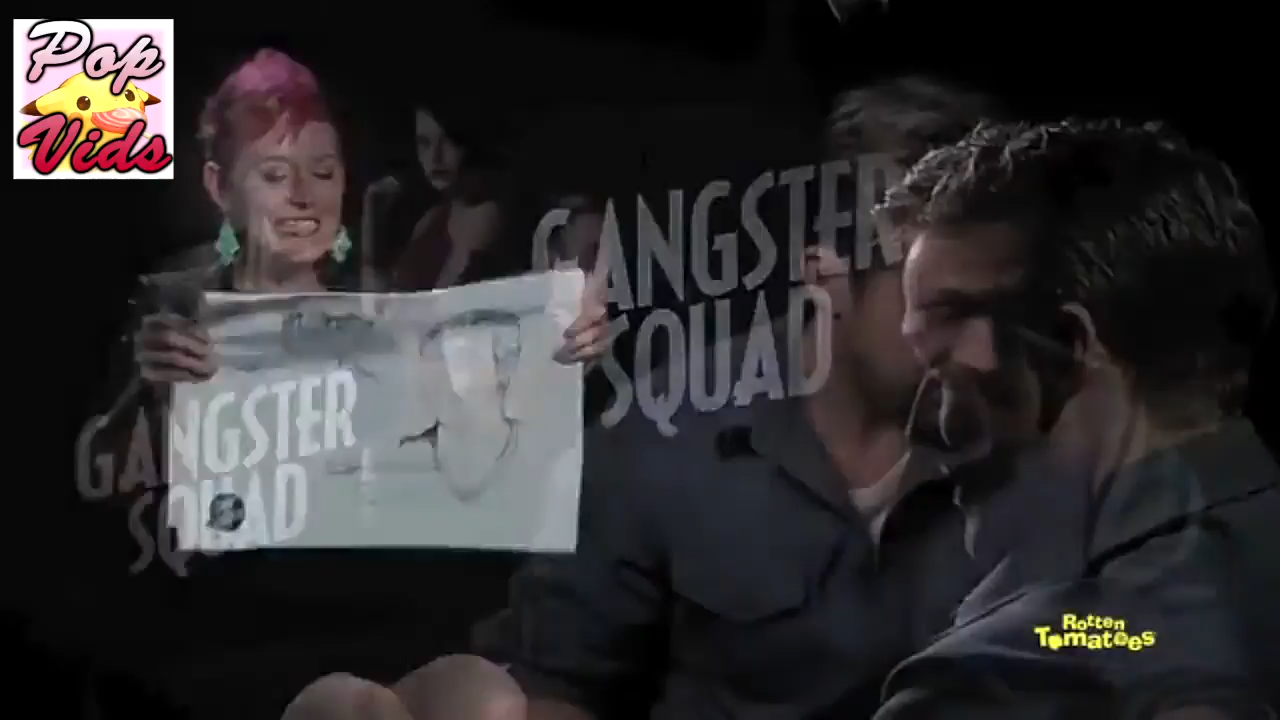 Pop
Vids
GANGSTER
SQUAD
GANGSTER
SQUAD
Rotten
Tomatoes